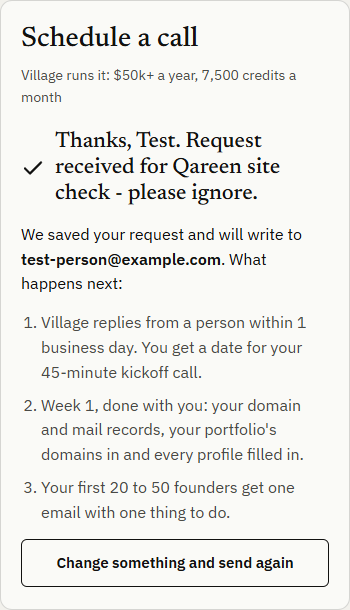 Schedule a call
Village runs it: $50k+ a year, 7,500 credits a
month
Thanks, Test. Request
received for Qareen site
check - please ignore.
We saved your request and will write to
test-person@example.com. What
happens next:
1. Village replies from a person within 1
business day. You get a date for your
45-minute kickoff call.
2. Week 1, done with you: your domain
and mail records, your portfolio's
domains in and every profile filled in.
3. Your first 20 to 50 founders get one
email with one thing to do.
Change something and send again